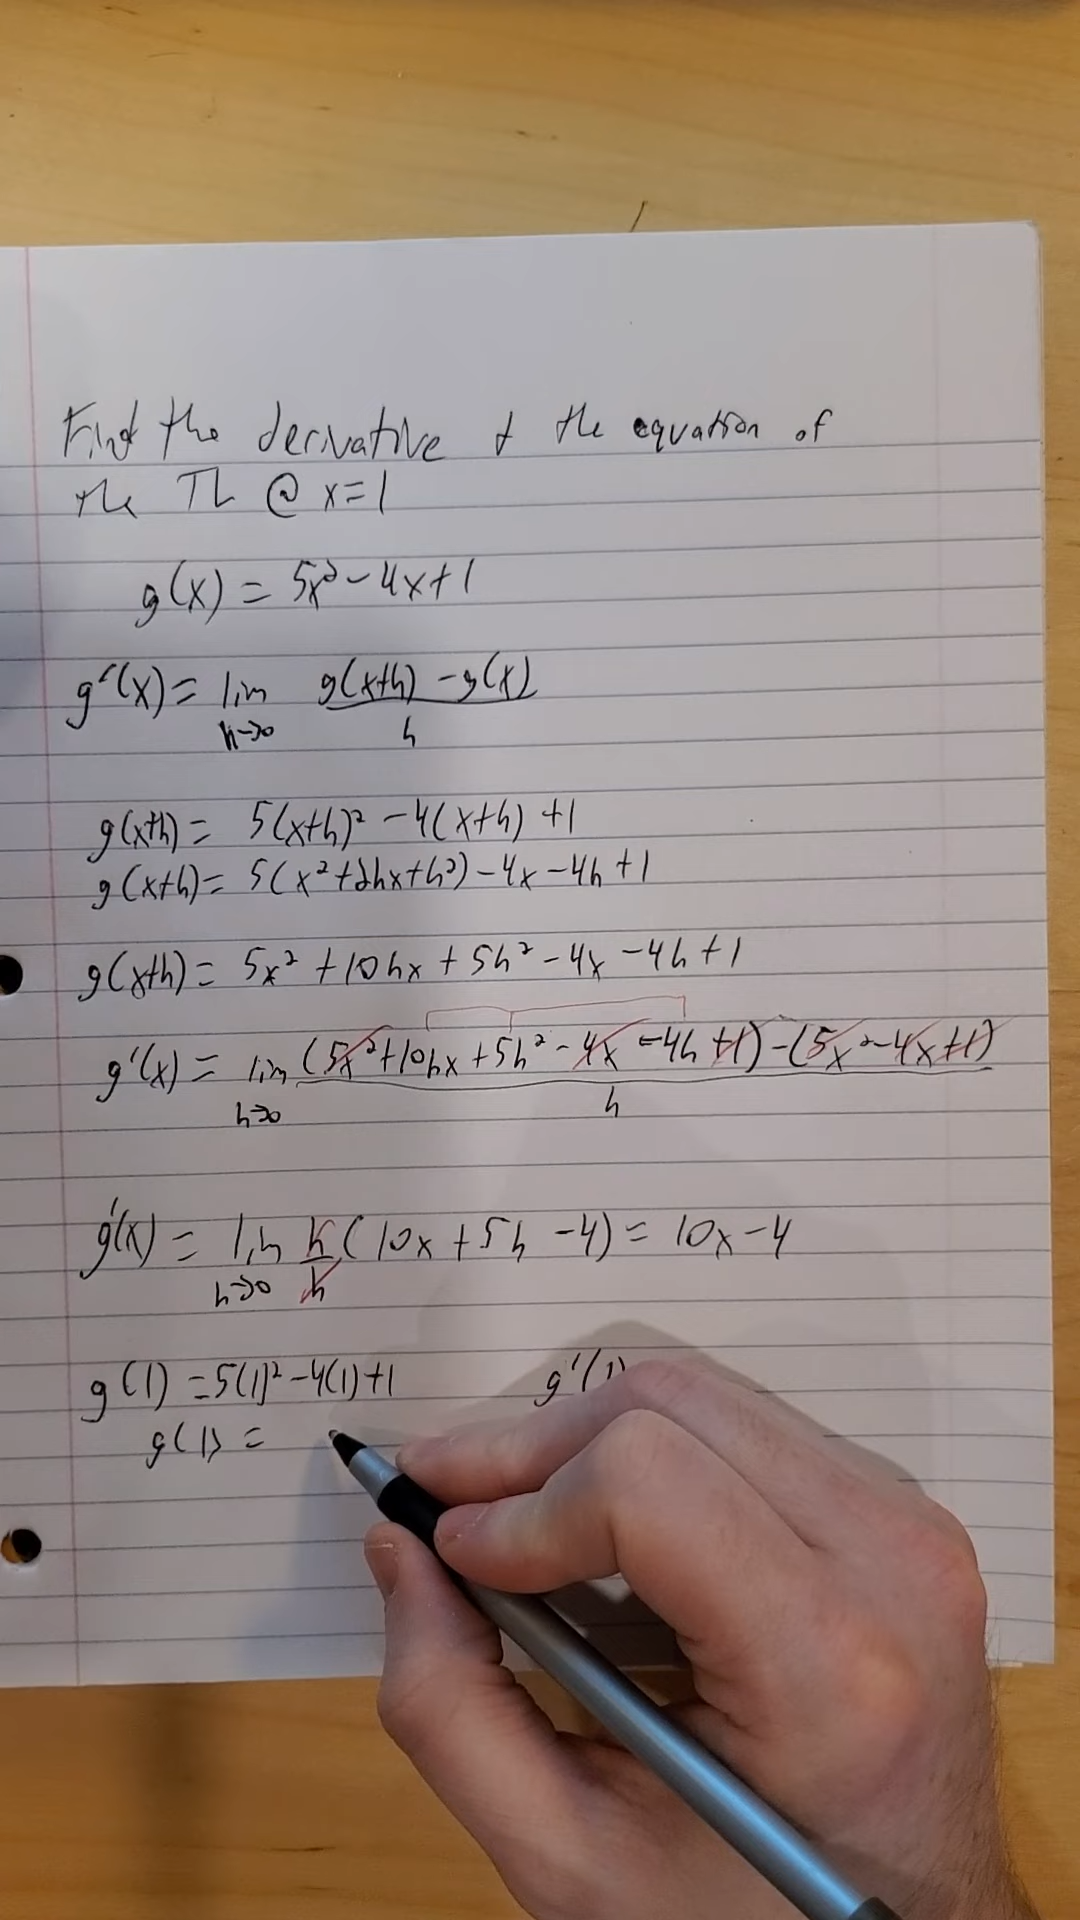 Find the derivative & the equation of
the TL @ x=1
g(x) = 5x² - 4x + 1
g'(x) = lim g(x+h) - g(x)
h→0 h
g(x+h) = 5(x+h)² - 4(x+h) + 1
g(x+h) = 5(x² + 2hx + h²) - 4x - 4h + 1
g(x+h) = 5x² + 10hx + 5h² - 4x - 4h + 1
g'(x) = lim (5x² + 10hx + 5h² - 4x - 4h + 1) - (5x² - 4x + 1)
h→0 h
g'(x) = lim h(10x + 5h - 4) = 10x - 4
h→0 h
g(1) = 5(1)² - 4(1) + 1 g'(1)
g(1) =